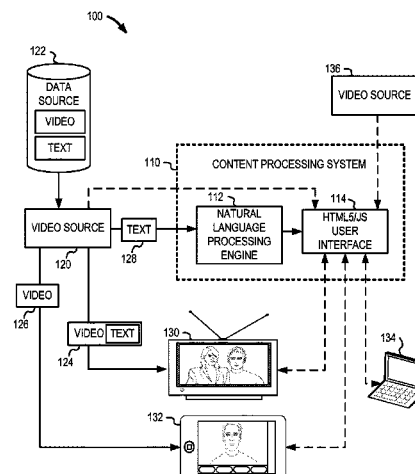 100
122
DATA
SOURCE
VIDEO
TEXT
136
VIDEO SOURCE
110
CONTENT PROCESSING SYSTEM
112
NATURAL
LANGUAGE
PROCESSING
ENGINE
114
HTML5/JS
USER
INTERFACE
VIDEO SOURCE
120
TEXT
128
VIDEO
126
VIDEO TEXT
124
130
134
132